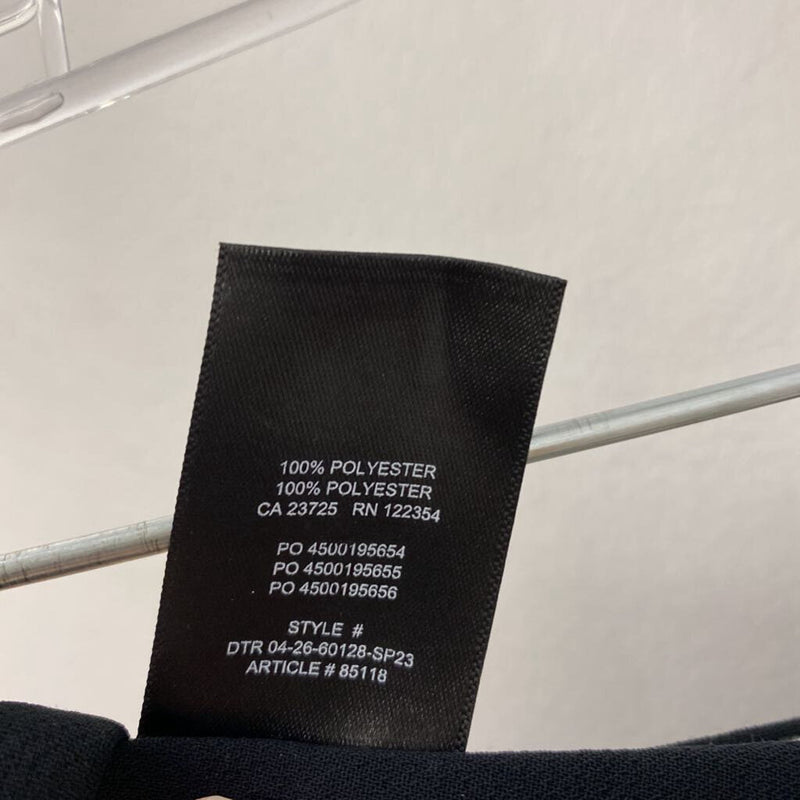 100% POLYESTER
100% POLYESTER
CA 23725 RN 122354
PO 4500195654
PO 4500195655
PO 4500195656
STYLE #
DTR 04-26-60128-SP23
ARTICLE # 85118